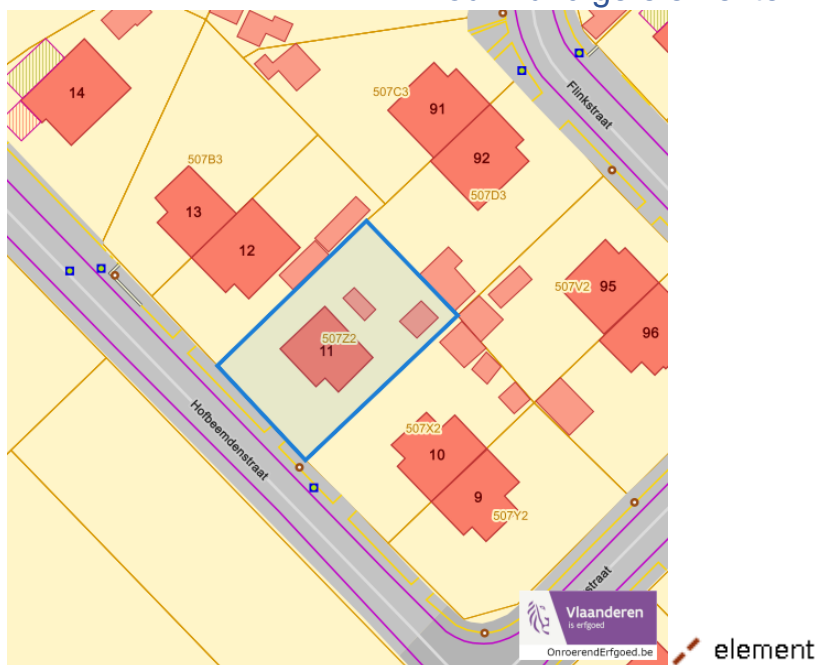 14
507C3
91
92
507D3
Flinkstraat
507B3
13
12
507V2
95
96
507Z2
11
Hofbeemdenstraat
507X2
10
9
507Y2
straat
Vlaanderen
is erfgoed
OnroerendErfgoed.be
element